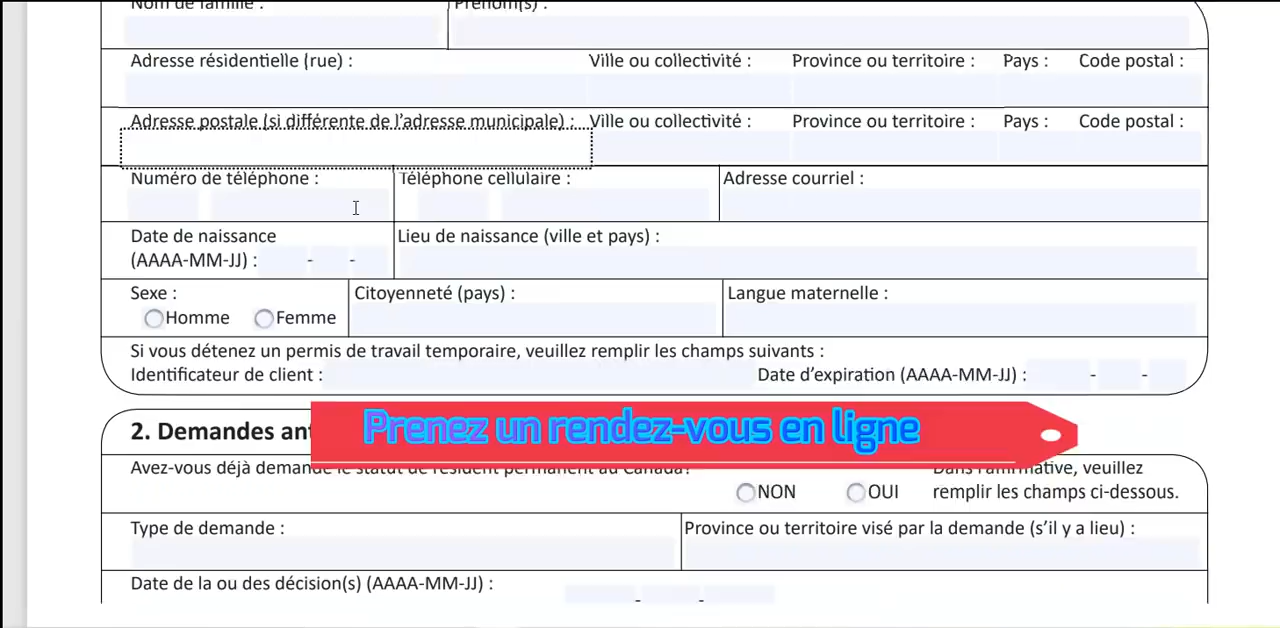 Nom de famille : Prénom(s) :
Adresse résidentielle (rue) : Ville ou collectivité : Province ou territoire : Pays : Code postal :
Adresse postale (si différente de l’adresse municipale) : Ville ou collectivité : Province ou territoire : Pays : Code postal :
Numéro de téléphone : Téléphone cellulaire : Adresse courriel :
Date de naissance Lieu de naissance (ville et pays) :
(AAAA-MM-JJ) : - -
Sexe : Citoyenneté (pays) : Langue maternelle :
Homme Femme
Si vous détenez un permis de travail temporaire, veuillez remplir les champs suivants :
Identificateur de client : Date d’expiration (AAAA-MM-JJ) : - -
2. Demandes ant
Prenez un rendez-vous en ligne
Avez-vous déjà demandé le statut de résident permanent au Canada? Dans l’affirmative, veuillez
NON OUI remplir les champs ci-dessous.
Type de demande : Province ou territoire visé par la demande (s’il y a lieu) :
Date de la ou des décision(s) (AAAA-MM-JJ) : - -